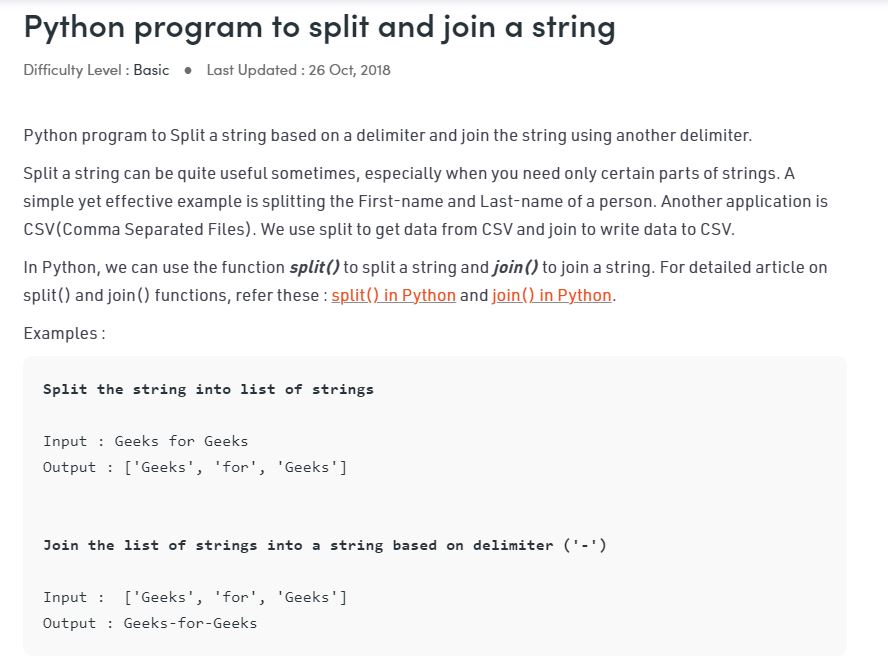 Python program to split and join a string
Difficulty Level : Basic ● Last Updated : 26 Oct, 2018
Python program to Split a string based on a delimiter and join the string using another delimiter.
Split a string can be quite useful sometimes, especially when you need only certain parts of strings. A
simple yet effective example is splitting the First-name and Last-name of a person. Another application is
CSV(Comma Separated Files). We use split to get data from CSV and join to write data to CSV.
In Python, we can use the function split() to split a string and join() to join a string. For detailed article on
split() and join() functions, refer these : split() in Python and join() in Python.
Examples :
Split the string into list of strings
Input : Geeks for Geeks
Output : ['Geeks', 'for', 'Geeks']
Join the list of strings into a string based on delimiter ('-')
Input :  ['Geeks', 'for', 'Geeks']
Output : Geeks-for-Geeks